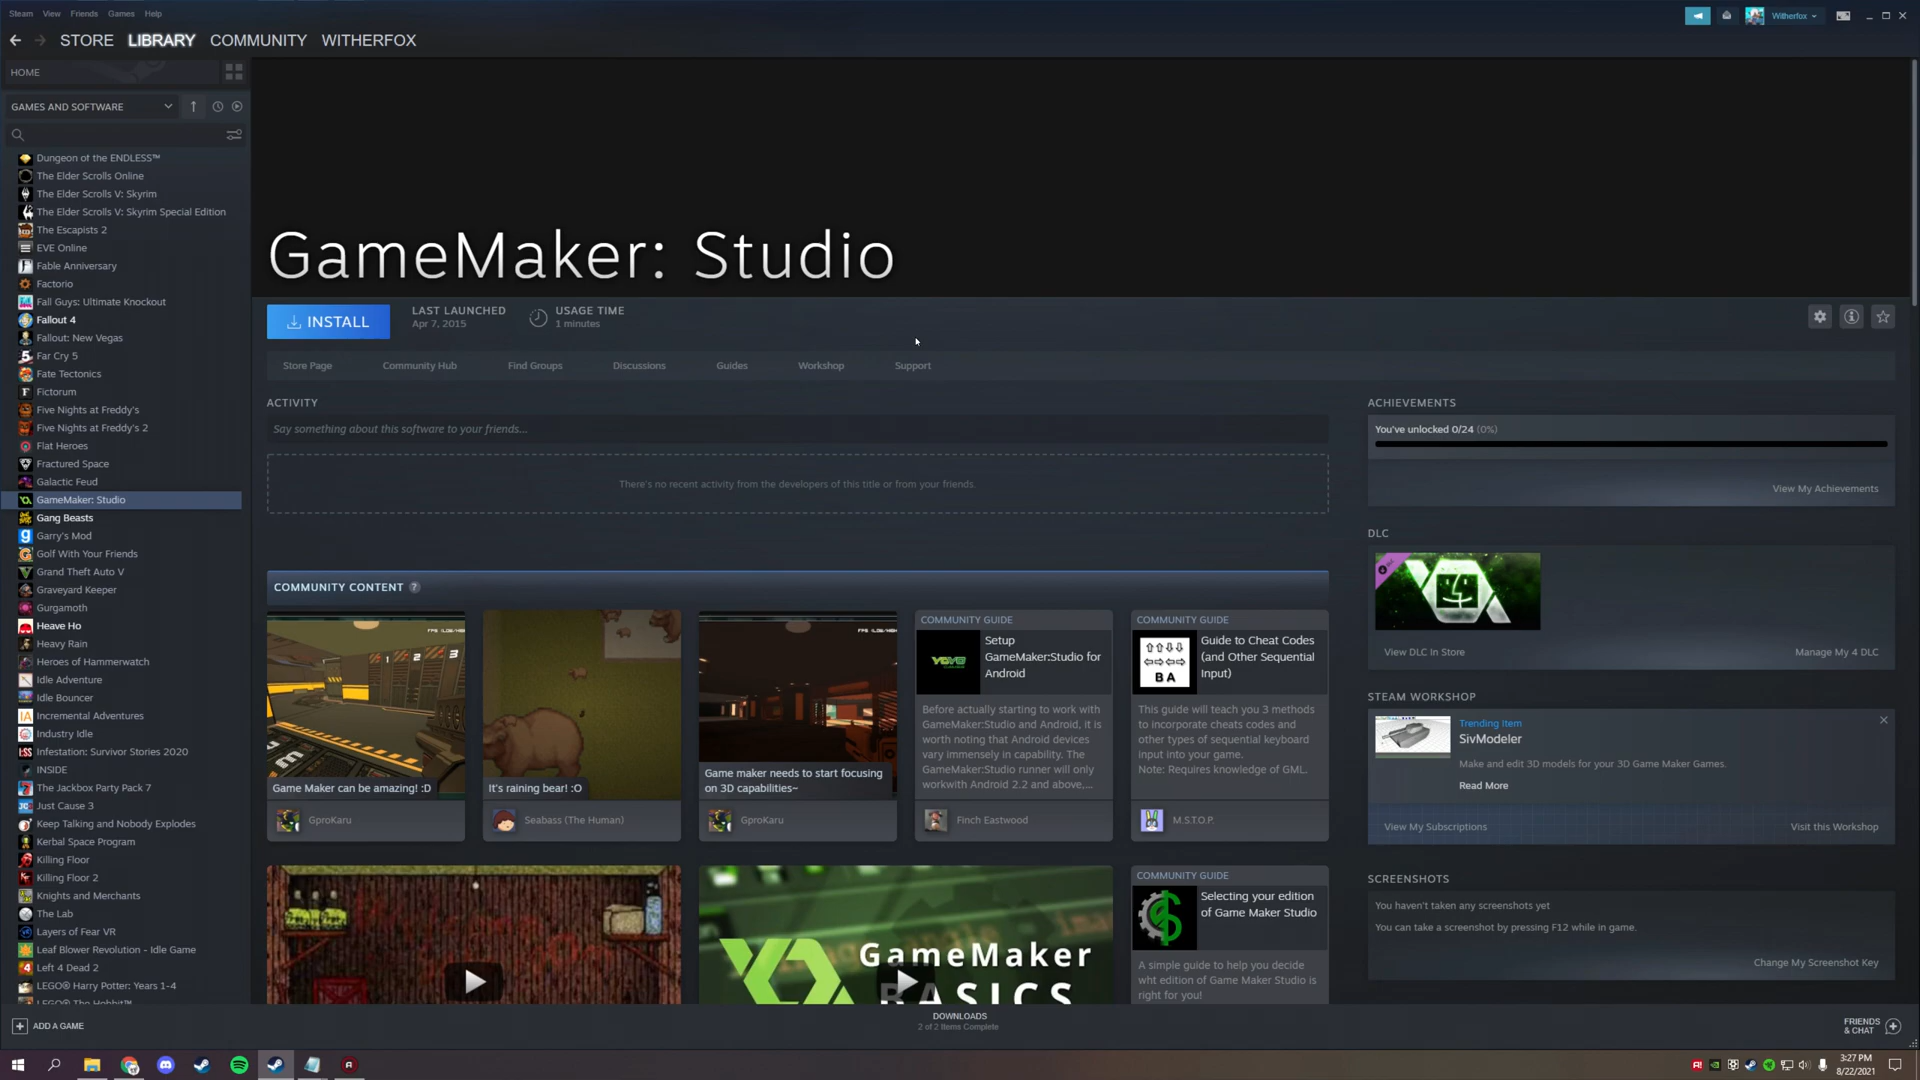 Steam View Friends Games Help
Witherfox
STORE LIBRARY COMMUNITY WITHERFOX
HOME
GAMES AND SOFTWARE
Dungeon of the ENDLESS™
The Elder Scrolls Online
The Elder Scrolls V: Skyrim
The Elder Scrolls V: Skyrim Special Edition
The Escapists 2
EVE Online
Fable Anniversary
Factorio
Fall Guys: Ultimate Knockout
Fallout 4
Fallout: New Vegas
Far Cry 5
Fate Tectonics
Fictorum
Five Nights at Freddy's
Five Nights at Freddy's 2
Flat Heroes
Fractured Space
Galactic Feud
GameMaker: Studio
Gang Beasts
Garry's Mod
Golf With Your Friends
Grand Theft Auto V
Graveyard Keeper
Gurgamoth
Heave Ho
Heavy Rain
Heroes of Hammerwatch
Idle Adventure
Idle Bouncer
Incremental Adventures
Industry Idle
Infestation: Survivor Stories 2020
INSIDE
The Jackbox Party Pack 7
Just Cause 3
Keep Talking and Nobody Explodes
Kerbal Space Program
Killing Floor
Killing Floor 2
Knights and Merchants
The Lab
Layers of Fear VR
Leaf Blower Revolution - Idle Game
Left 4 Dead 2
LEGO® Harry Potter: Years 1-4
LEGO® The Hobbit™
ADD A GAME
GameMaker: Studio
INSTALL
LAST LAUNCHED
Apr 7, 2015
USAGE TIME
1 minutes
Store Page Community Hub Find Groups Discussions Guides Workshop Support
ACTIVITY
Say something about this software to your friends...
There's no recent activity from the developers of this title or from your friends.
COMMUNITY CONTENT ?
Game Maker can be amazing! :D
GproKaru
It's raining bear! :O
Seabass (The Human)
Game maker needs to start focusing
on 3D capabilities~
GproKaru
COMMUNITY GUIDE
YOYO
Setup
GameMaker:Studio for
Android
Before actually starting to work with
GameMaker:Studio and Android, it is
worth noting that Android devices
vary immensely in capability. The
GameMaker:Studio runner will only
workwith Android 2.2 and above,...
Finch Eastwood
COMMUNITY GUIDE
B A
Guide to Cheat Codes
(and Other Sequential
Input)
This guide will teach you 3 methods
to incorporate cheats codes and
other types of sequential keyboard
input into your game.
Note: Requires knowledge of GML.
M.S.T.O.P.
GameMaker
BASICS
COMMUNITY GUIDE
Selecting your edition
of Game Maker Studio
A simple guide to help you decide
wht edition of Game Maker Studio is
right for you!
ACHIEVEMENTS
You've unlocked 0/24 (0%)
View My Achievements
DLC
View DLC In Store
Manage My 4 DLC
STEAM WORKSHOP
Trending Item
SivModeler
Make and edit 3D models for your 3D Game Maker Games.
Read More
View My Subscriptions
Visit this Workshop
SCREENSHOTS
You haven't taken any screenshots yet
You can take a screenshot by pressing F12 while in game.
Change My Screenshot Key
DOWNLOADS
2 of 2 Items Complete
FRIENDS
& CHAT
3:27 PM
8/22/2021